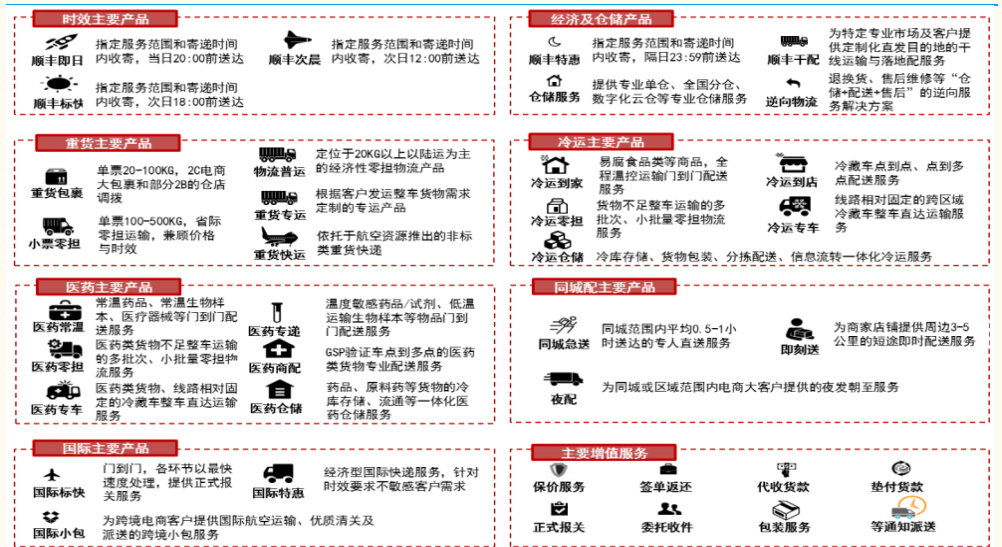 时效主要产品
顺丰即日
指定服务范围和寄递时间
内收寄，当日20:00前送达
顺丰次晨
指定服务范围和寄递时间
内收寄，次日12:00前送达
顺丰标快
指定服务范围和寄递时间
内收寄，次日18:00前送达
经济及仓储产品
顺丰特惠
指定服务范围和寄递时间
内收寄，隔日23:59前送达
顺丰干配
为特定专业市场及客户提
供定制化直发目的地的干
线运输与落地配服务
仓储服务
提供专业单仓、全国分仓、
数字化云仓等专业仓储服务
逆向物流
退换货、售后维修等“仓
储+配送+售后”的逆向服
务解决方案
重货主要产品
重货包裹
单票20-100KG，2C电商
大包裹和部分2B的仓店
调拨
物流普运
定位于20KG以上以陆运为主
的经济性零担物流产品
重货专运
根据客户发运整车货物需求
定制的专运产品
小票零担
单票100-500KG，省际
零担运输，兼顾价格
与时效
重货快运
依托于航空资源推出的非标
类重货快递
冷运主要产品
冷运到家
易腐食品类等商品，全
程温控运输门到门配送
服务
冷运到店
冷藏车点到点、点到多
点配送服务
冷运零担
货物不足整车运输的多
批次、小批量零担物流
服务
冷运专车
线路相对固定的跨区域
冷藏车整车直达运输服
务
冷运仓储
冷库存储、货物包装、分拣配送、信息流转一体化冷运服务
医药主要产品
医药常温
常温药品、常温生物样
本、医疗器械等门到门配
送服务
医药专递
温度敏感药品/试剂、低温
运输生物样本等物品门到
门配送服务
医药零担
医药类货物不足整车运输
的多批次、小批量零担物
流服务
医药商配
GSP验证车点到多点的医药
类货物专业配送服务
医药专车
医药类货物、线路相对固
定的冷藏车整车直达运输
服务
医药仓储
药品、原料药等货物的冷
库存储、流通等一体化医
药仓储服务
同城配主要产品
同城急送
同城范围内平均0.5-1小
时送达的专人直送服务
即刻送
为商家店铺提供周边3-5
公里的短途即时配送服务
夜配
为同城或区域范围内电商大客户提供的夜发朝至服务
国际主要产品
国际标快
门到门，各环节以最快
速度处理，提供正式报
关服务
国际特惠
经济型国际快递服务，针对
时效要求不敏感客户需求
国际小包
为跨境电商客户提供国际航空运输、优质清关及
派送的跨境小包服务
主要增值服务
保价服务
签单返还
代收货款
垫付货款
正式报关
委托收件
包装服务
等通知派送